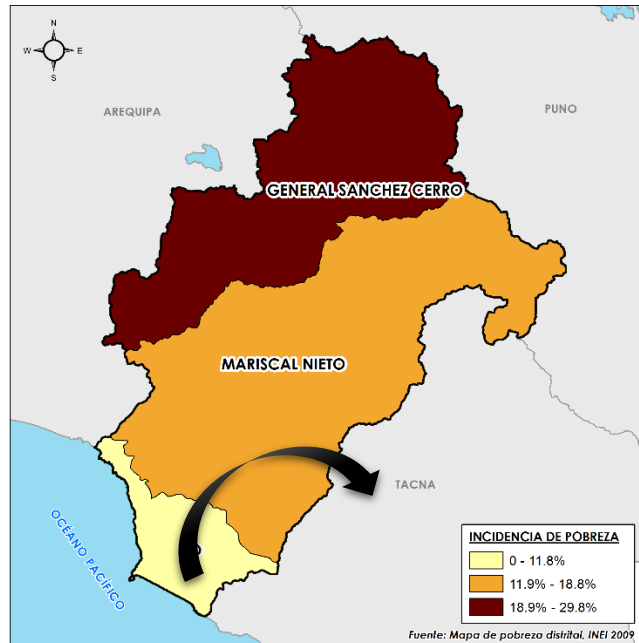 N
W E
S
AREQUIPA
PUNO
GENERAL SANCHEZ CERRO
MARISCAL NIETO
TACNA
OCÉANO PACÍFICO
INCIDENCIA DE POBREZA
0 - 11.8%
11.9% - 18.8%
18.9% - 29.8%
Fuente: Mapa de pobreza distrital, INEI 2009